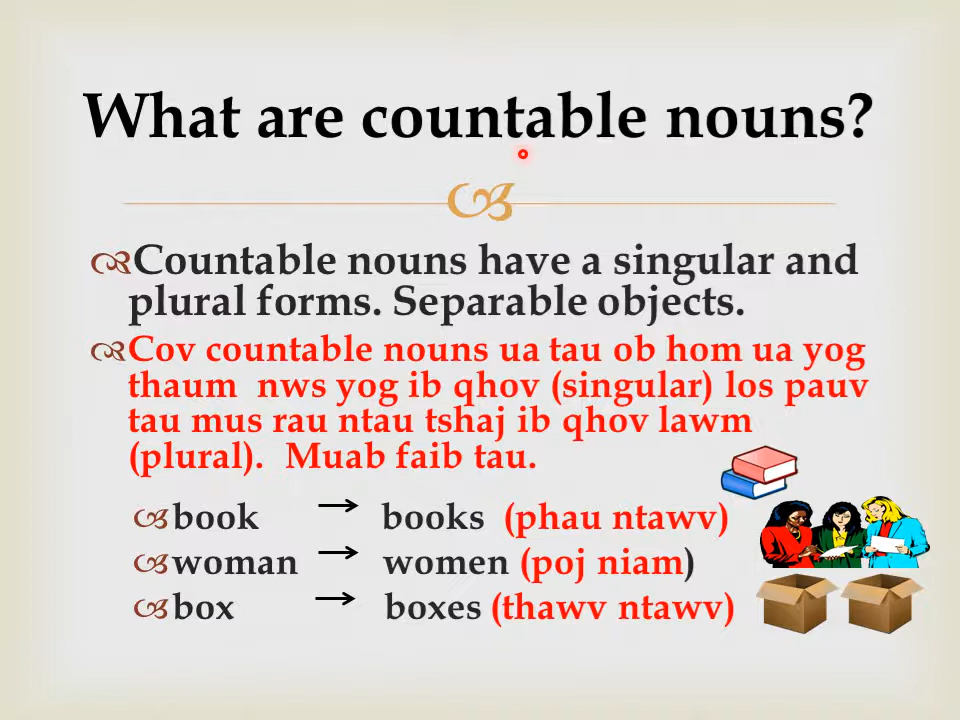 What are countable nouns?
Countable nouns have a singular and
plural forms. Separable objects.
Cov countable nouns ua tau ob hom ua yog
thaum nws yog ib qhov (singular) los pauv
tau mus rau ntau tshaj ib qhov lawm
(plural). Muab faib tau.
book → books (phau ntawv)
woman → women (poj niam)
box → boxes (thawv ntawv)